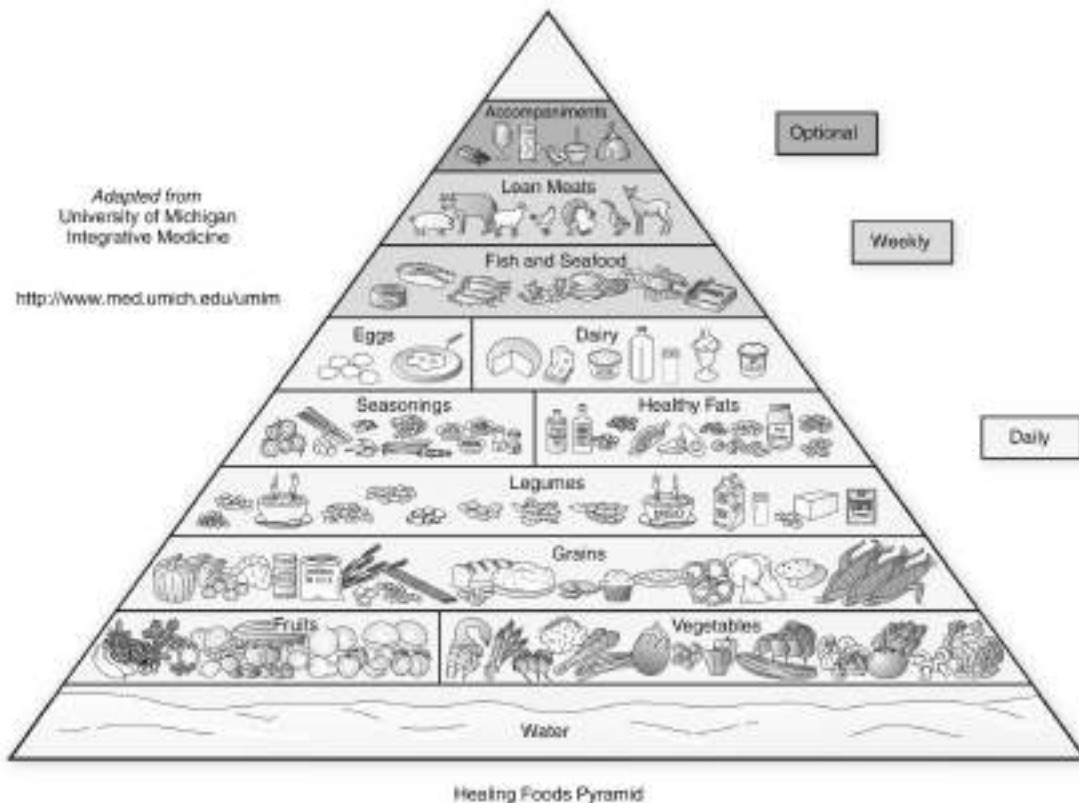 Accompaniments
Optional
Lean Meats
Adapted from
University of Michigan
Integrative Medicine
Weekly
Fish and Seafood
http://www.med.umich.edu/umim
Eggs
Dairy
Seasonings
Healthy Fats
Daily
Legumes
Grains
Fruits
Vegetables
Water
Healing Foods Pyramid